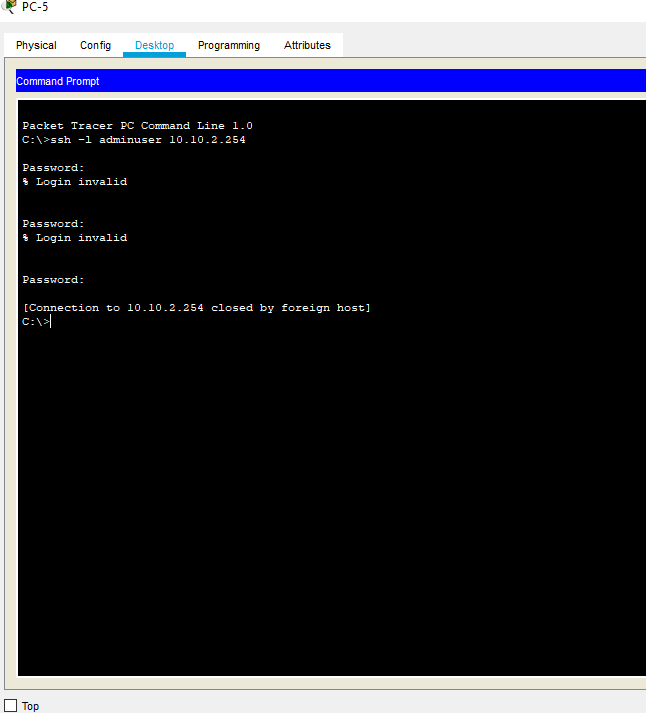 PC-5
Physical Config Desktop Programming Attributes
Command Prompt
Packet Tracer PC Command Line 1.0
C:\>ssh -l adminuser 10.10.2.254
Password:
% Login invalid
Password:
% Login invalid
Password:
[Connection to 10.10.2.254 closed by foreign host]
C:\>
Top